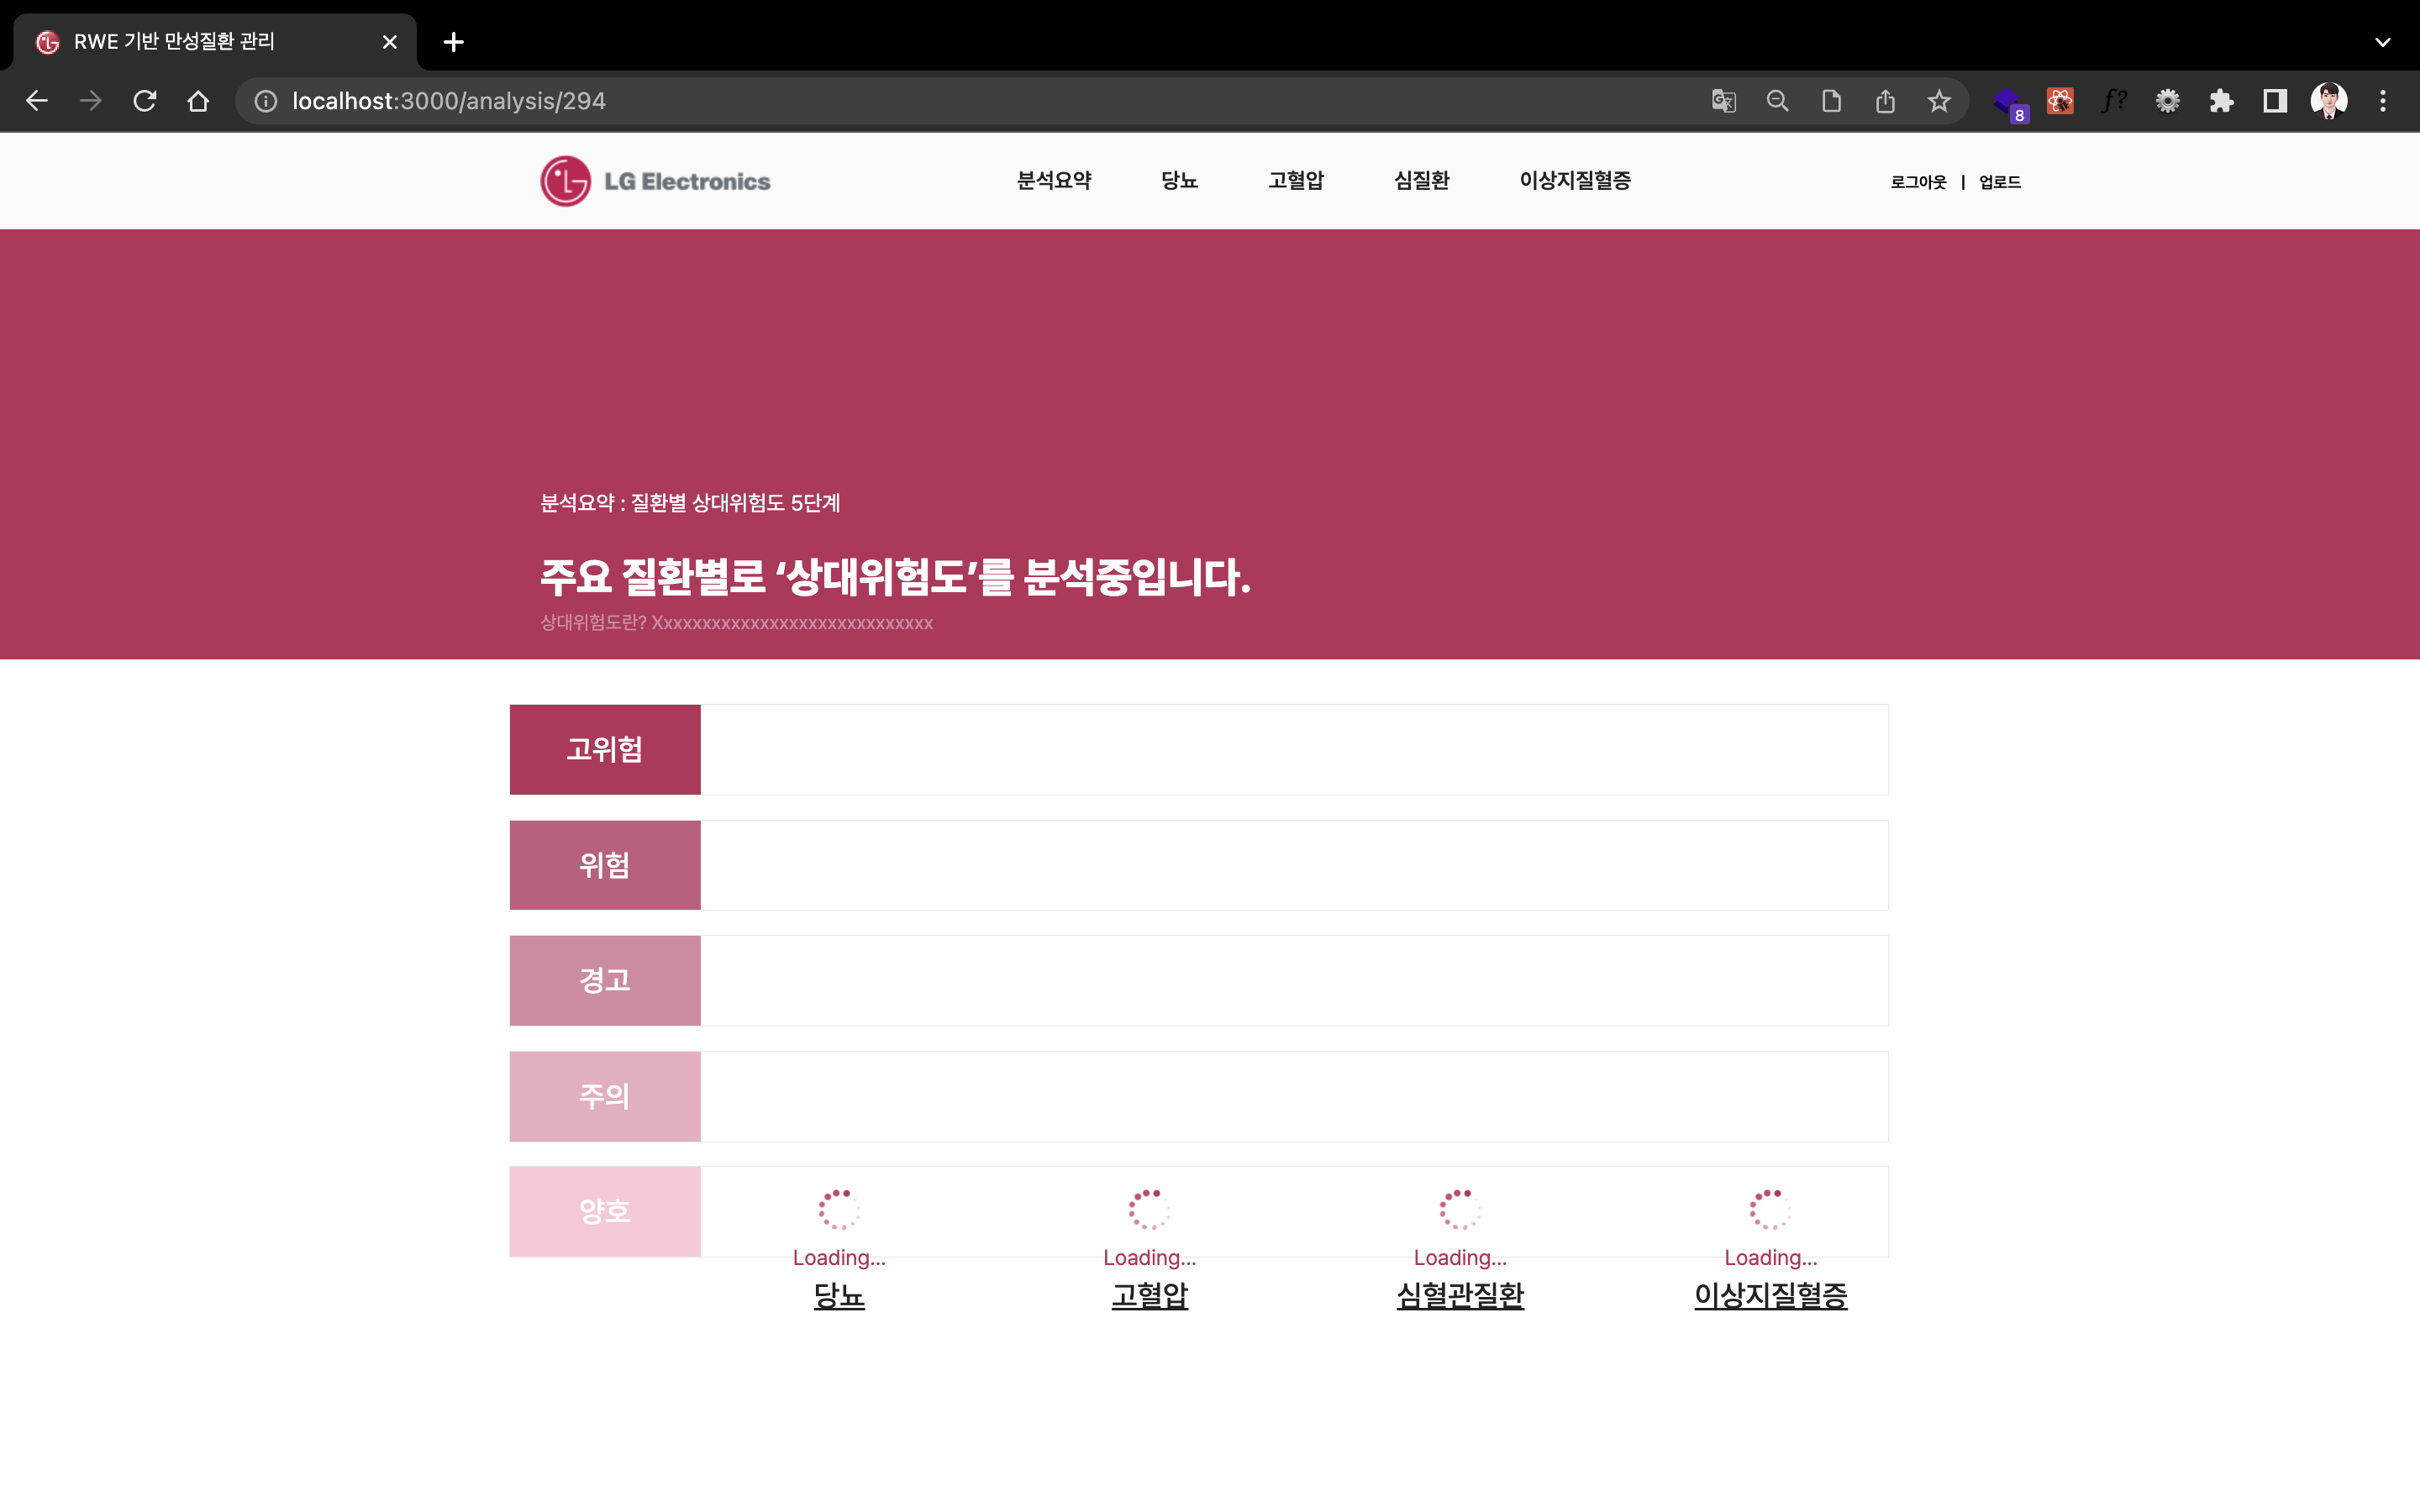 RWE 기반 만성질환 관리
localhost:3000/analysis/294
8
f?
LG Electronics
분석요약 당뇨 고혈압 심질환 이상지질혈증
로그아웃 | 업로드
분석요약 : 질환별 상대위험도 5단계
주요 질환별로 ‘상대위험도’를 분석중입니다.
상대위험도란? Xxxxxxxxxxxxxxxxxxxxxxxxxxxxx
고위험
위험
경고
주의
양호
Loading... Loading... Loading... Loading...
당뇨 고혈압 심혈관질환 이상지질혈증